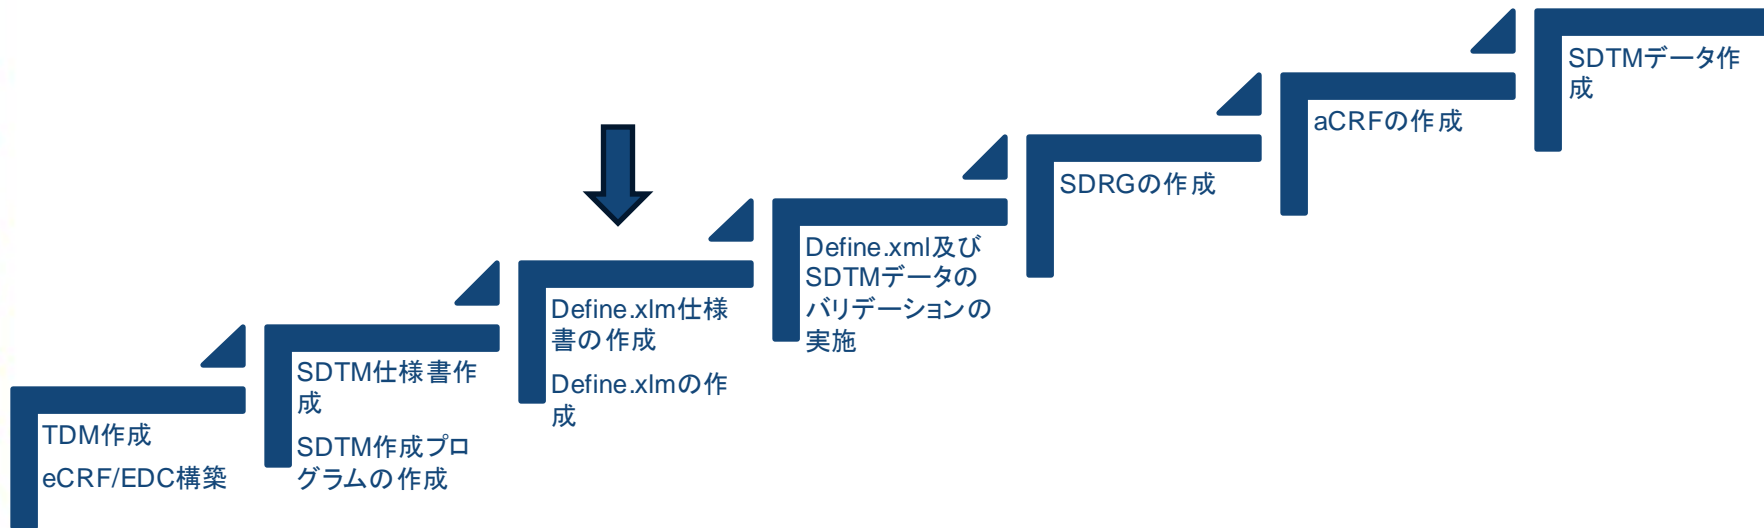 TDM作成
eCRF/EDC構築
SDTM仕様書作
成
SDTM作成プロ
グラムの作成
Define.xlm仕様
書の作成
Define.xlmの作
成
Define.xml及び
SDTMデータの
バリデーションの
実施
SDRGの作成
aCRFの作成
SDTMデータ作
成